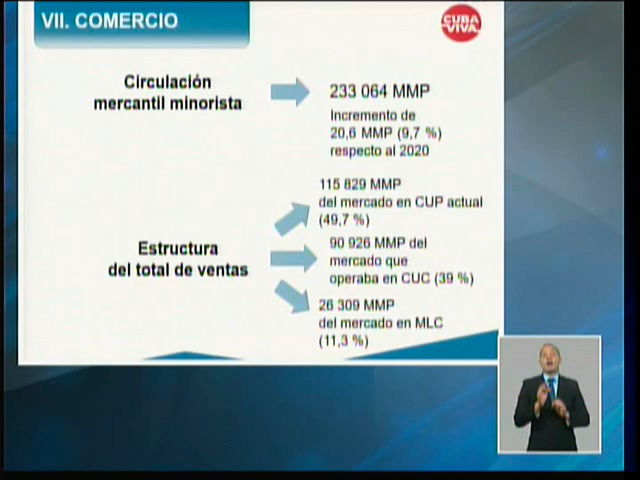 VII. COMERCIO
CUBA
VIVA
Circulación
mercantil minorista
233 064 MMP
Incremento de
20,6 MMP (9,7 %)
respecto al 2020
Estructura
del total de ventas
115 829 MMP
del mercado en CUP actual
(49,7 %)
90 926 MMP del
mercado que
operaba en CUC (39 %)
26 309 MMP
del mercado en MLC
(11,3 %)